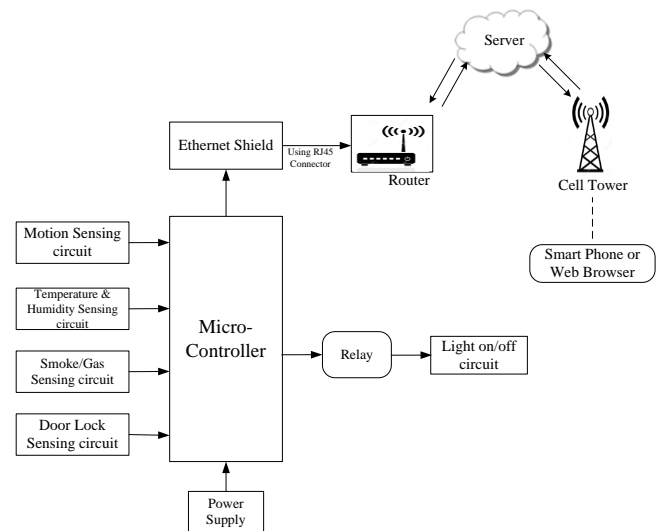 Server
Ethernet Shield
Using RJ45
Connector
Router
Cell Tower
Smart Phone or
Web Browser
Motion Sensing
circuit
Temperature &
Humidity Sensing
circuit
Smoke/Gas
Sensing circuit
Door Lock
Sensing circuit
Micro-
Controller
Relay
Light on/off
circuit
Power
Supply